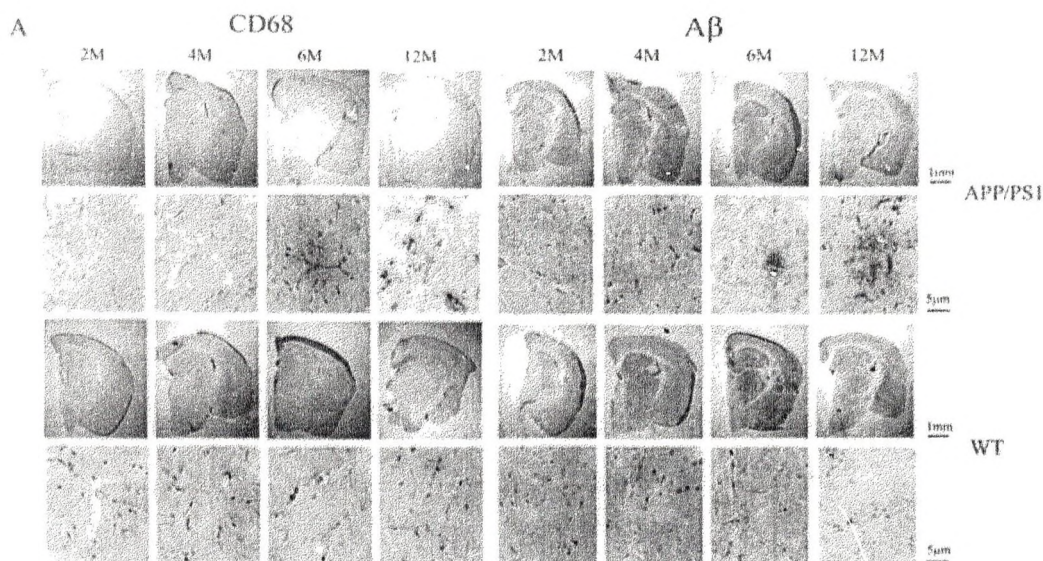 A
CD68 Aβ
2M 4M 6M 12M 2M 4M 6M 12M
1mm
APP/PS1
5μm
1mm
WT
5μm